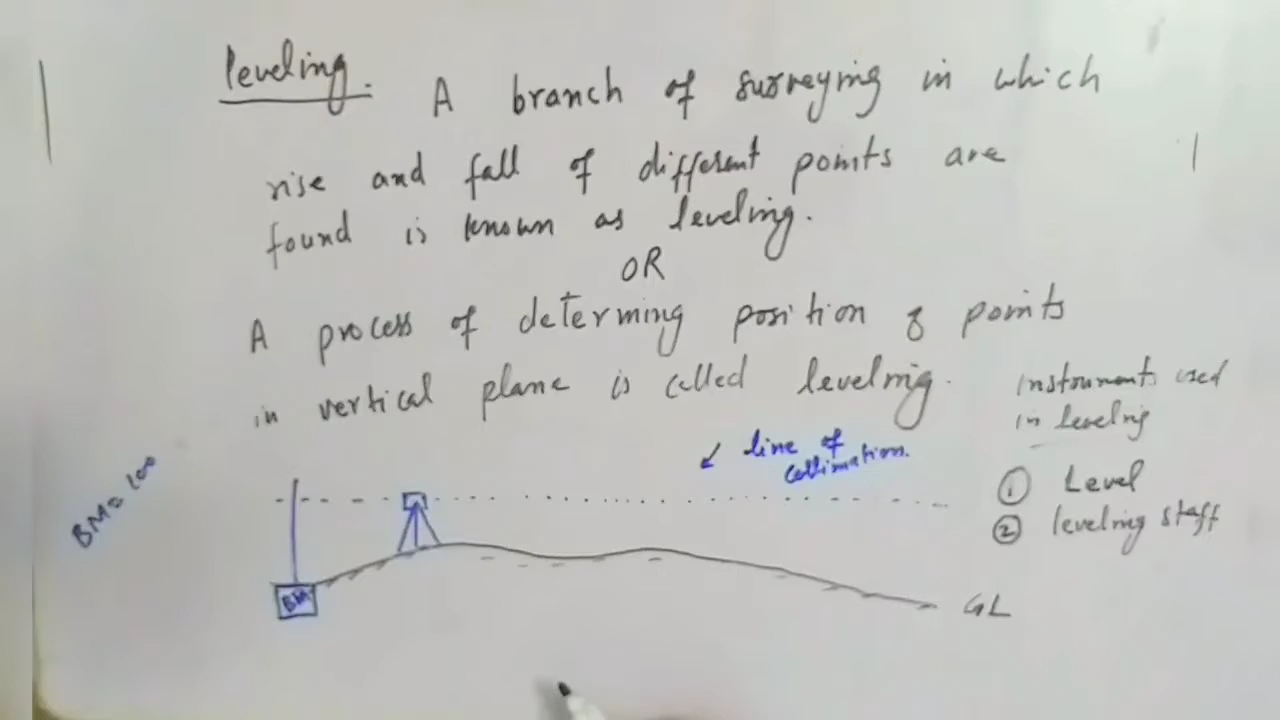 leveling. A branch of surveying in which
rise and fall of different points are
found is known as leveling.
OR
A process of determing position of points
in vertical plane is called leveling.
instruments used
in leveling
① Level
② leveling staff
line of
collimation.
BM = 100
BM
GL